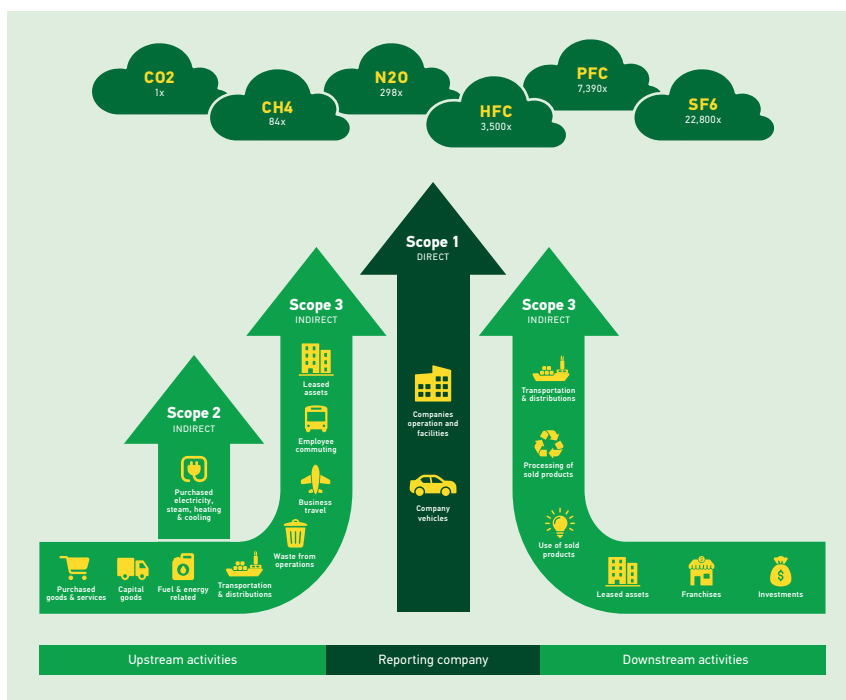 CO2
1x
CH4
84x
N2O
298x
HFC
3,500x
PFC
7,390x
SF6
22,800x
Scope 1
DIRECT
Companies
operation and
facilities
Company
vehicles
Scope 2
INDIRECT
Purchased
electricity,
steam, heating
& cooling
Scope 3
INDIRECT
Leased
assets
Employee
commuting
Business
travel
Waste from
operations
Transportation
& distributions
Fuel & energy
related
Capital
goods
Purchased
goods & services
Scope 3
INDIRECT
Transportation
& distributions
Processing of
sold products
Use of sold
products
Leased assets
Franchises
Investments
Upstream activities
Reporting company
Downstream activities